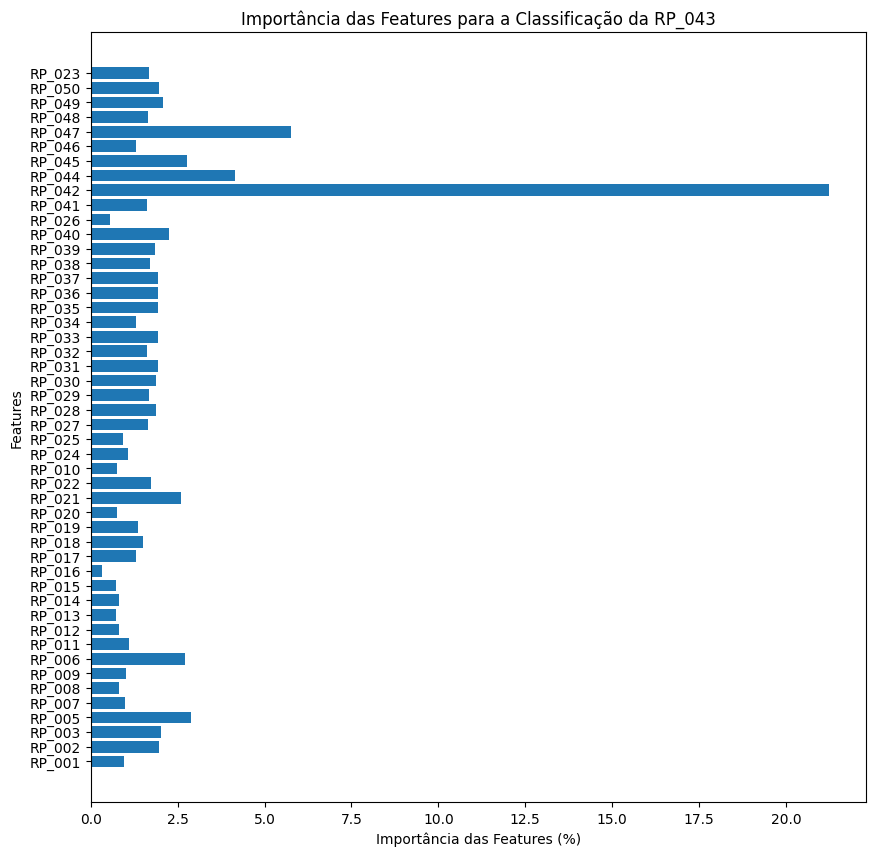 Importância das Features para a Classificação da RP_043
RP_023
RP_050
RP_049
RP_048
RP_047
RP_046
RP_045
RP_044
RP_042
RP_041
RP_026
RP_040
RP_039
RP_038
RP_037
RP_036
RP_035
RP_034
RP_033
RP_032
RP_031
RP_030
RP_029
RP_028
RP_027
RP_025
RP_024
RP_010
RP_022
RP_021
RP_020
RP_019
RP_018
RP_017
RP_016
RP_015
RP_014
RP_013
RP_012
RP_011
RP_006
RP_009
RP_008
RP_007
RP_005
RP_003
RP_002
RP_001
Features
0.0 2.5 5.0 7.5 10.0 12.5 15.0 17.5 20.0
Importância das Features (%)